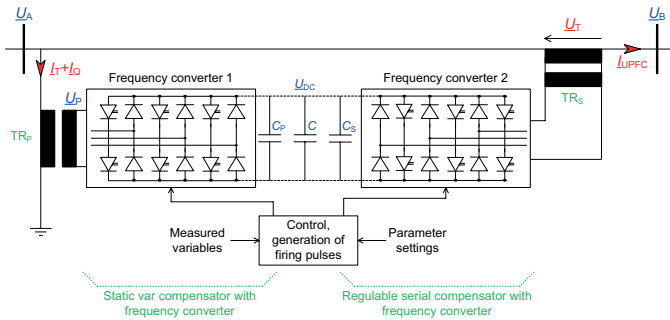 U_A
U_B
U_T
I_T+I_Q
I_UPFC
Frequency converter 1
U_DC
Frequency converter 2
U_P
TR_S
C_P
C
C_S
TR_P
Control,
generation of
firing pulses
Measured
variables
Parameter
settings
Static var compensator with
frequency converter
Regulable serial compensator with
frequency converter